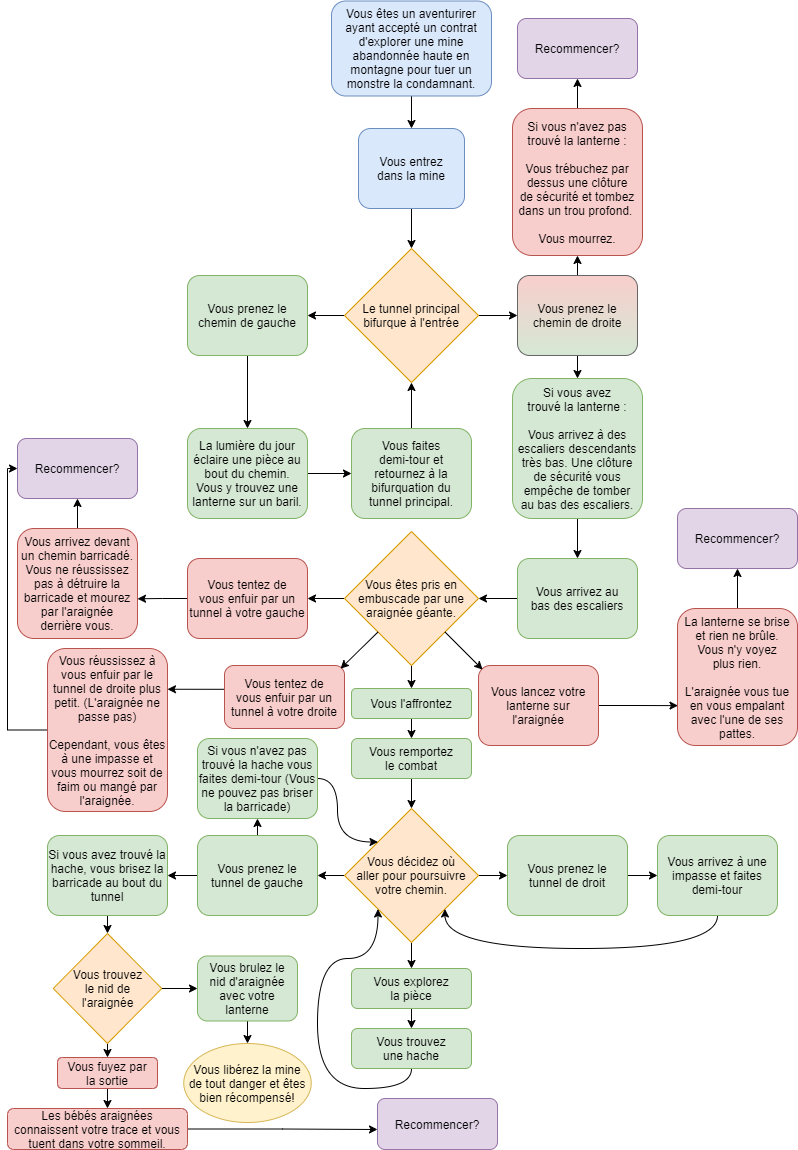 Vous êtes un aventurirer
ayant accepté un contrat
d'explorer une mine
abandonnée haute en
montagne pour tuer un
monstre la condamnant.
Recommencer?
Si vous n'avez pas
trouvé la lanterne :
Vous trébuchez par
dessus une clôture
de sécurité et tombez
dans un trou profond.
Vous mourrez.
Vous entrez
dans la mine
Vous prenez le
chemin de gauche
Le tunnel principal
bifurque à l'entrée
Vous prenez le
chemin de droite
Si vous avez
trouvé la lanterne :
Vous arrivez à des
escaliers descendants
très bas. Une clôture
de sécurité vous
empêche de tomber
au bas des escaliers.
La lumière du jour
éclaire une pièce au
bout du chemin.
Vous y trouvez une
lanterne sur un baril.
Vous faites
demi-tour et
retournez à la
bifurquation du
tunnel principal.
Recommencer?
Vous arrivez devant
un chemin barricadé.
Vous ne réussissez
pas à détruire la
barricade et mourez
par l'araignée
derrière vous.
Vous tentez de
vous enfuir par un
tunnel à votre gauche
Vous êtes pris en
embuscade par une
araignée géante.
Vous arrivez au
bas des escaliers
Recommencer?
La lanterne se brise
et rien ne brûle.
Vous n'y voyez
plus rien.
L'araignée vous tue
en vous empalant
avec l'une de ses
pattes.
Vous réussissez à
vous enfuir par le
tunnel de droite plus
petit. (L'araignée ne
passe pas)
Cependant, vous êtes
à une impasse et
vous mourrez soit de
faim ou mangé par
l'araignée.
Vous tentez de
vous enfuir par un
tunnel à votre droite
Vous l'affrontez
Vous lancez votre
lanterne sur
l'araignée
Vous remportez
le combat
Si vous n'avez pas
trouvé la hache vous
faites demi-tour (Vous
ne pouvez pas briser
la barricade)
Si vous avez trouvé la
hache, vous brisez la
barricade au bout du
tunnel
Vous prenez le
tunnel de gauche
Vous décidez où
aller pour poursuivre
votre chemin.
Vous prenez le
tunnel de droit
Vous arrivez à une
impasse et faites
demi-tour
Vous trouvez
le nid de
l'araignée
Vous brulez le
nid d'araignée
avec votre
lanterne
Vous explorez
la pièce
Vous trouvez
une hache
Vous fuyez par
la sortie
Vous libérez la mine
de tout danger et êtes
bien récompensé!
Les bébés araignées
connaissent votre trace et vous
tuent dans votre sommeil.
Recommencer?